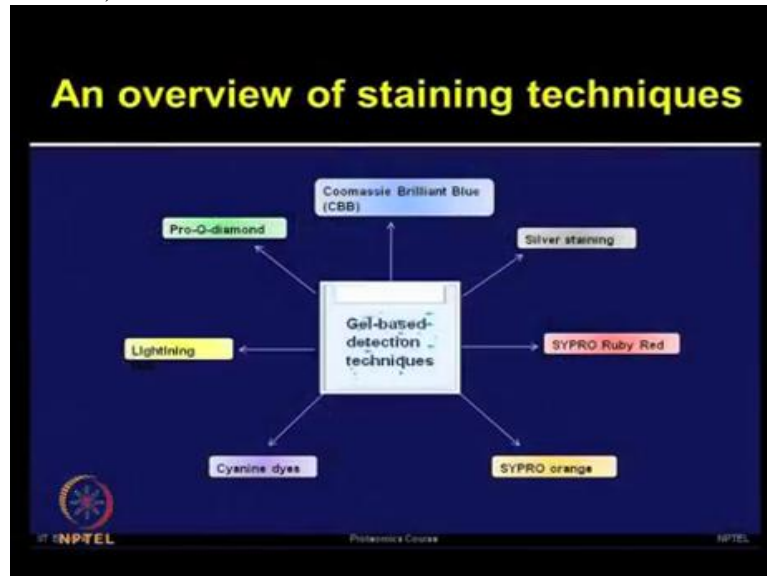 An overview of staining techniques
Coomassie Brilliant Blue
(CBB)
Pro-Q-diamond
Silver staining
Gel-based-
detection
techniques
Lightining
SYPRO Ruby Red
Cyanine dyes
SYPRO orange
NPTEL
Proteomics Course
NPTEL